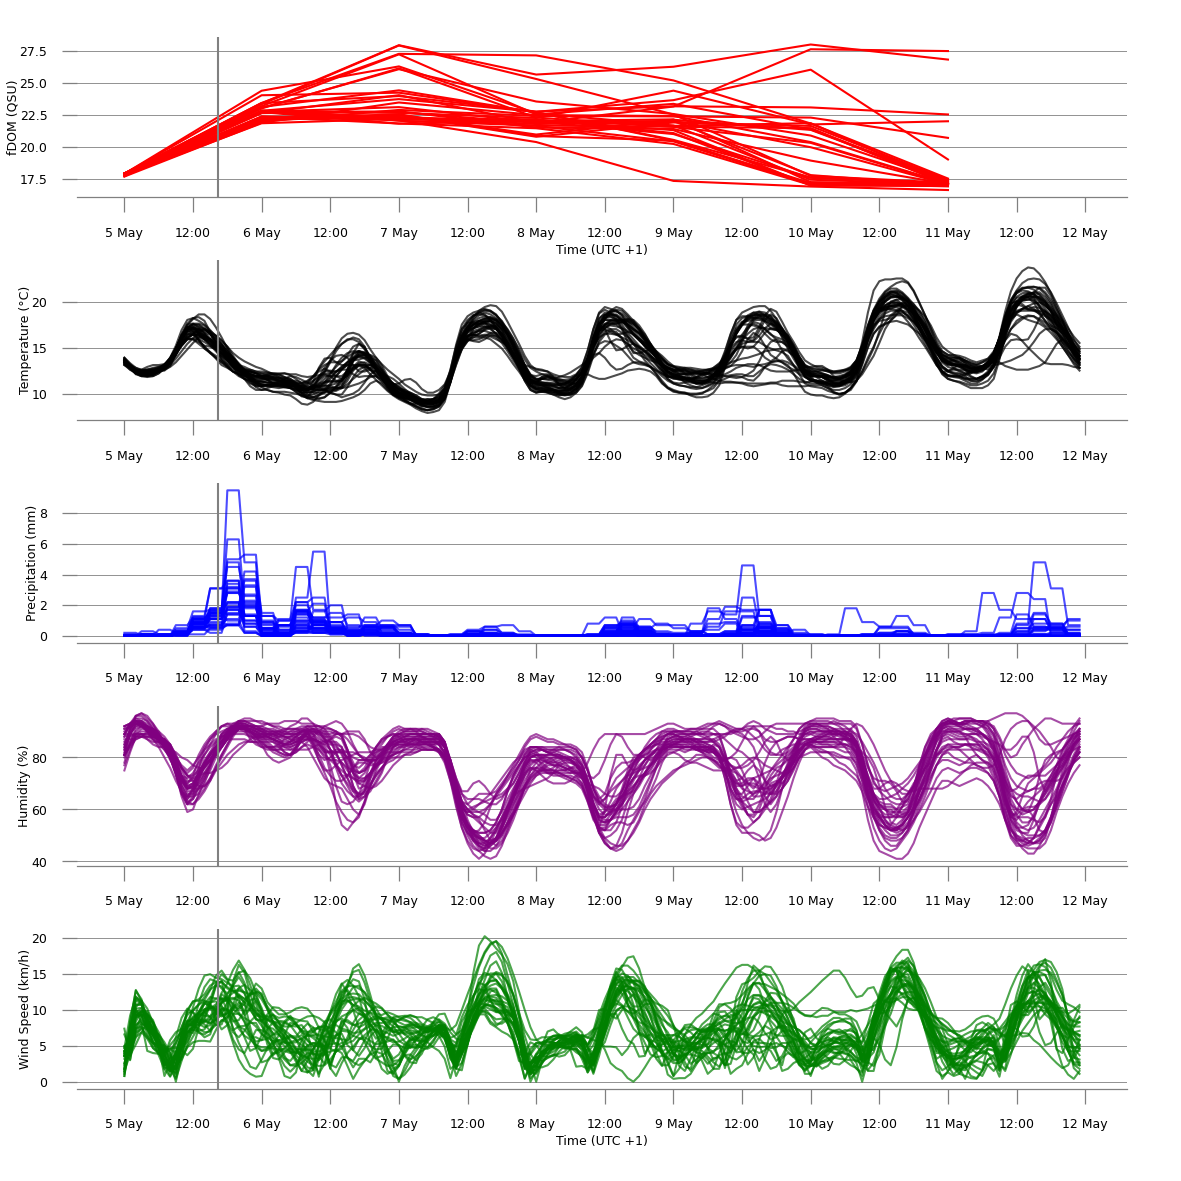 27.5
25.0
22.5
20.0
17.5
fDOM (QSU)
5 May 12:00 6 May 12:00 7 May 12:00 8 May 12:00 9 May 12:00 10 May 12:00 11 May 12:00 12 May
Time (UTC +1)
20
15
10
Temperature (°C)
5 May 12:00 6 May 12:00 7 May 12:00 8 May 12:00 9 May 12:00 10 May 12:00 11 May 12:00 12 May
8
6
4
2
0
Precipitation (mm)
5 May 12:00 6 May 12:00 7 May 12:00 8 May 12:00 9 May 12:00 10 May 12:00 11 May 12:00 12 May
80
60
40
Humidity (%)
5 May 12:00 6 May 12:00 7 May 12:00 8 May 12:00 9 May 12:00 10 May 12:00 11 May 12:00 12 May
20
15
10
5
0
Wind Speed (km/h)
5 May 12:00 6 May 12:00 7 May 12:00 8 May 12:00 9 May 12:00 10 May 12:00 11 May 12:00 12 May
Time (UTC +1)